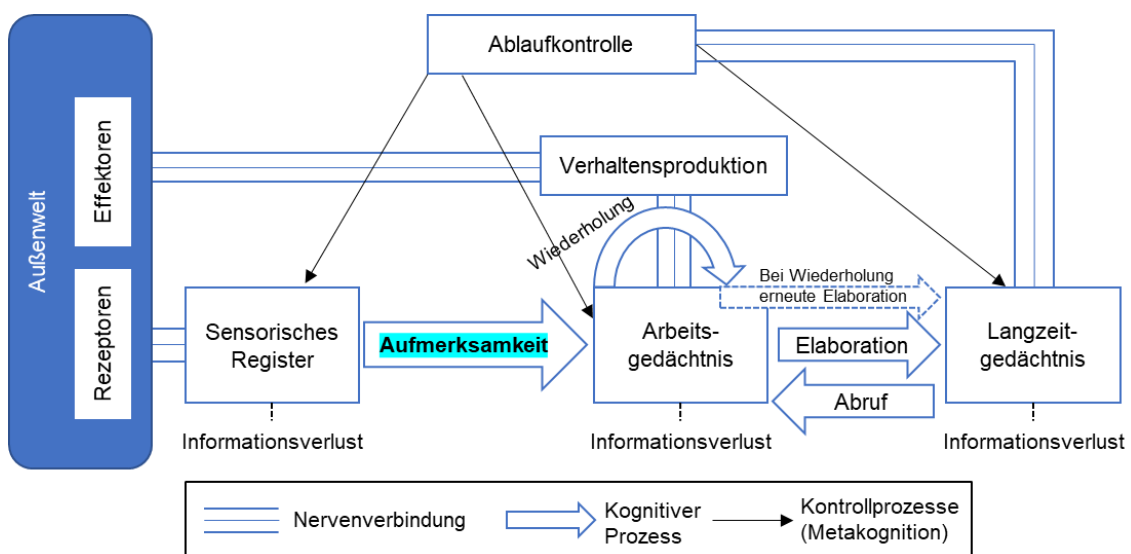 Ablaufkontrolle
Außenwelt
Effektoren
Verhaltensproduktion
Wiederholung
Rezeptoren
Sensorisches
Register
Aufmerksamkeit
Arbeits-
gedächtnis
Bei Wiederholung
erneute Elaboration
Elaboration
Abruf
Langzeit-
gedächtnis
Informationsverlust
Informationsverlust
Informationsverlust
Nervenverbindung
Kognitiver
Prozess
Kontrollprozesse
(Metakognition)